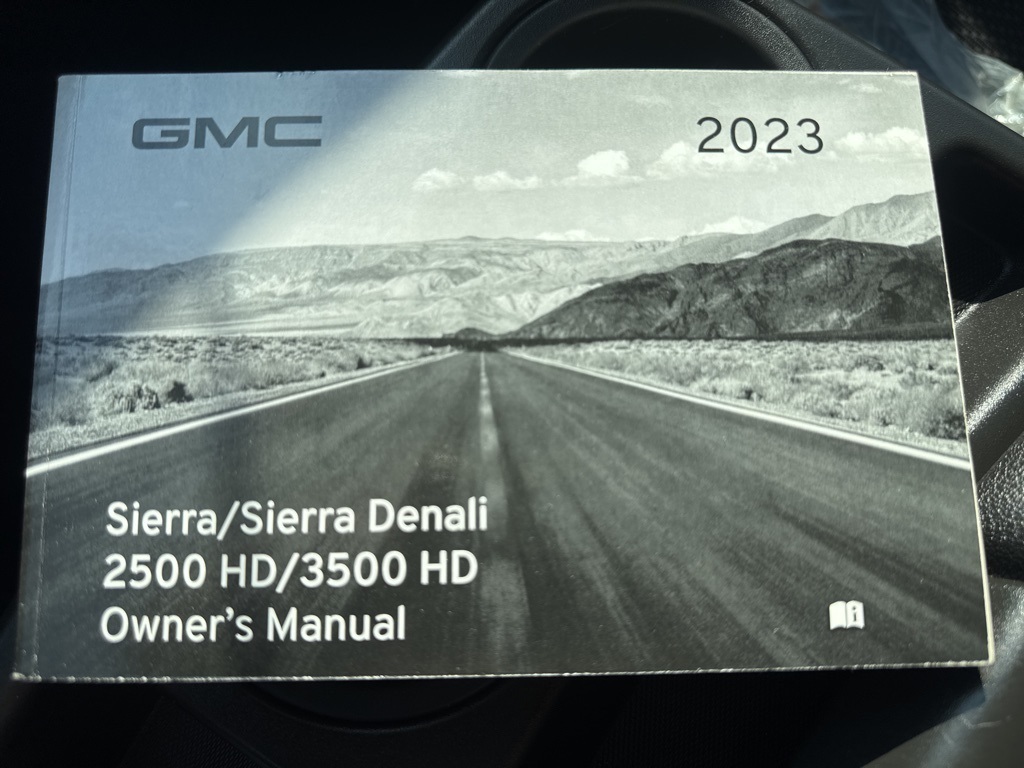 GMC
2023
Sierra/Sierra Denali
2500 HD/3500 HD
Owner's Manual